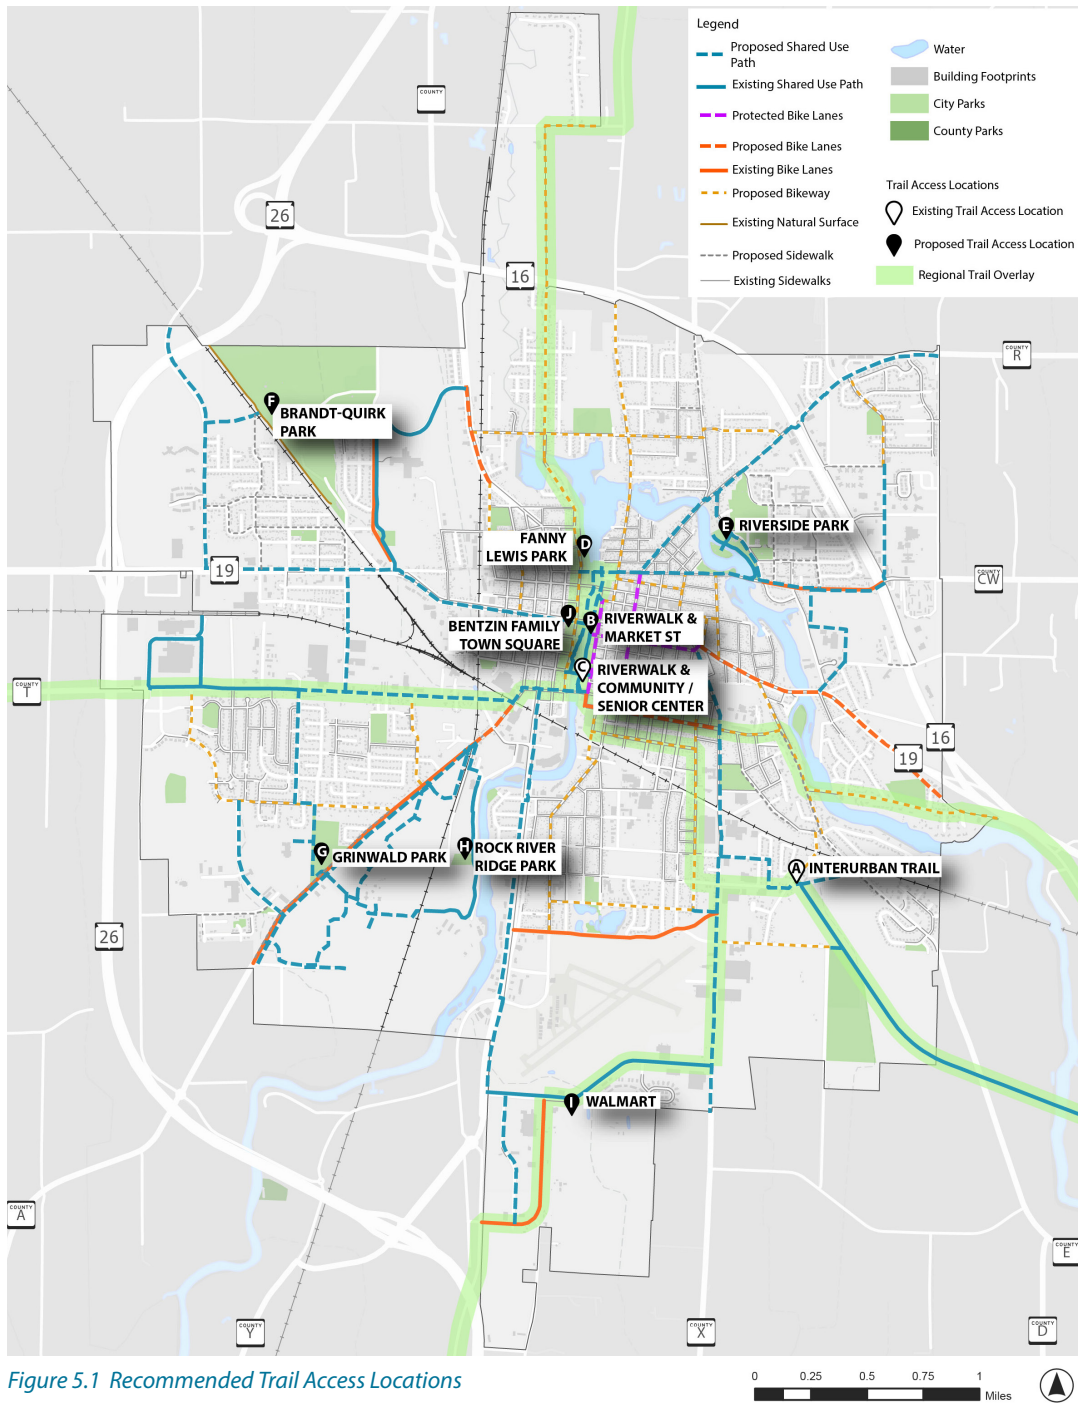 Legend
Proposed Shared Use
Path
Existing Shared Use Path
Protected Bike Lanes
Proposed Bike Lanes
Existing Bike Lanes
Proposed Bikeway
Existing Natural Surface
Proposed Sidewalk
Existing Sidewalks
Water
Building Footprints
City Parks
County Parks
Trail Access Locations
Existing Trail Access Location
Proposed Trail Access Location
Regional Trail Overlay
COUNTY
26
16
COUNTY
R
F
BRANDT-QUIRK
PARK
E
RIVERSIDE PARK
FANNY
LEWIS PARK
D
19
COUNTY
CW
J
BENTZIN FAMILY
TOWN SQUARE
B
RIVERWALK &
MARKET ST
C
RIVERWALK &
COMMUNITY /
SENIOR CENTER
COUNTY
T
16
19
G
GRINWALD PARK
H
ROCK RIVER
RIDGE PARK
A
INTERURBAN TRAIL
26
I
WALMART
COUNTY
A
COUNTY
E
COUNTY
Y
COUNTY
X
COUNTY
D
Figure 5.1 Recommended Trail Access Locations
0 0.25 0.5 0.75 1
Miles